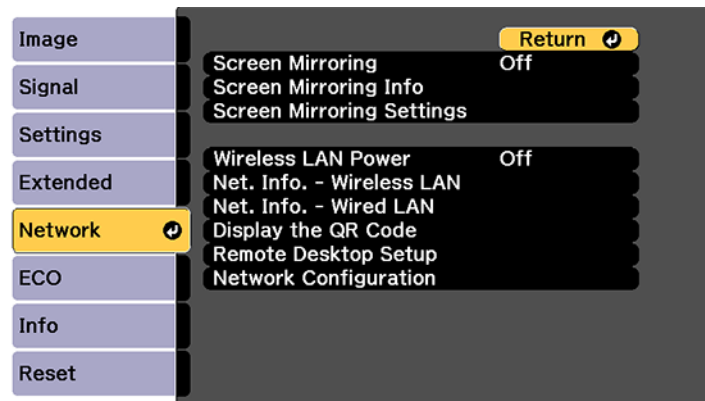 Image
Signal
Settings
Extended
Network
ECO
Info
Reset
Return
Screen Mirroring Off
Screen Mirroring Info
Screen Mirroring Settings
Wireless LAN Power Off
Net. Info. - Wireless LAN
Net. Info. - Wired LAN
Display the QR Code
Remote Desktop Setup
Network Configuration